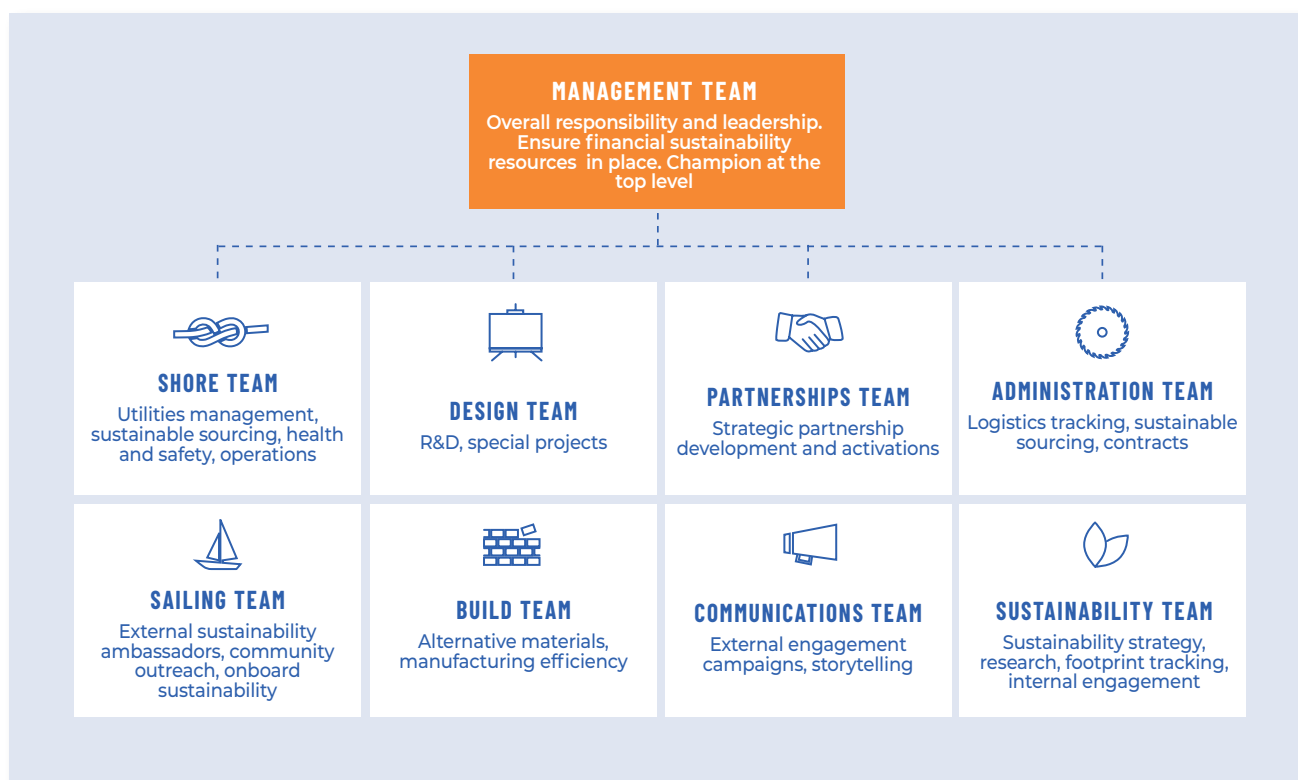 MANAGEMENT TEAM
Overall responsibility and leadership.
Ensure financial sustainability
resources in place. Champion at the
top level
SHORE TEAM
Utilities management,
sustainable sourcing, health
and safety, operations
DESIGN TEAM
R&D, special projects
PARTNERSHIPS TEAM
Strategic partnership
development and activations
ADMINISTRATION TEAM
Logistics tracking, sustainable
sourcing, contracts
SAILING TEAM
External sustainability
ambassadors, community
outreach, onboard
sustainability
BUILD TEAM
Alternative materials,
manufacturing efficiency
COMMUNICATIONS TEAM
External engagement
campaigns, storytelling
SUSTAINABILITY TEAM
Sustainability strategy,
research, footprint tracking,
internal engagement